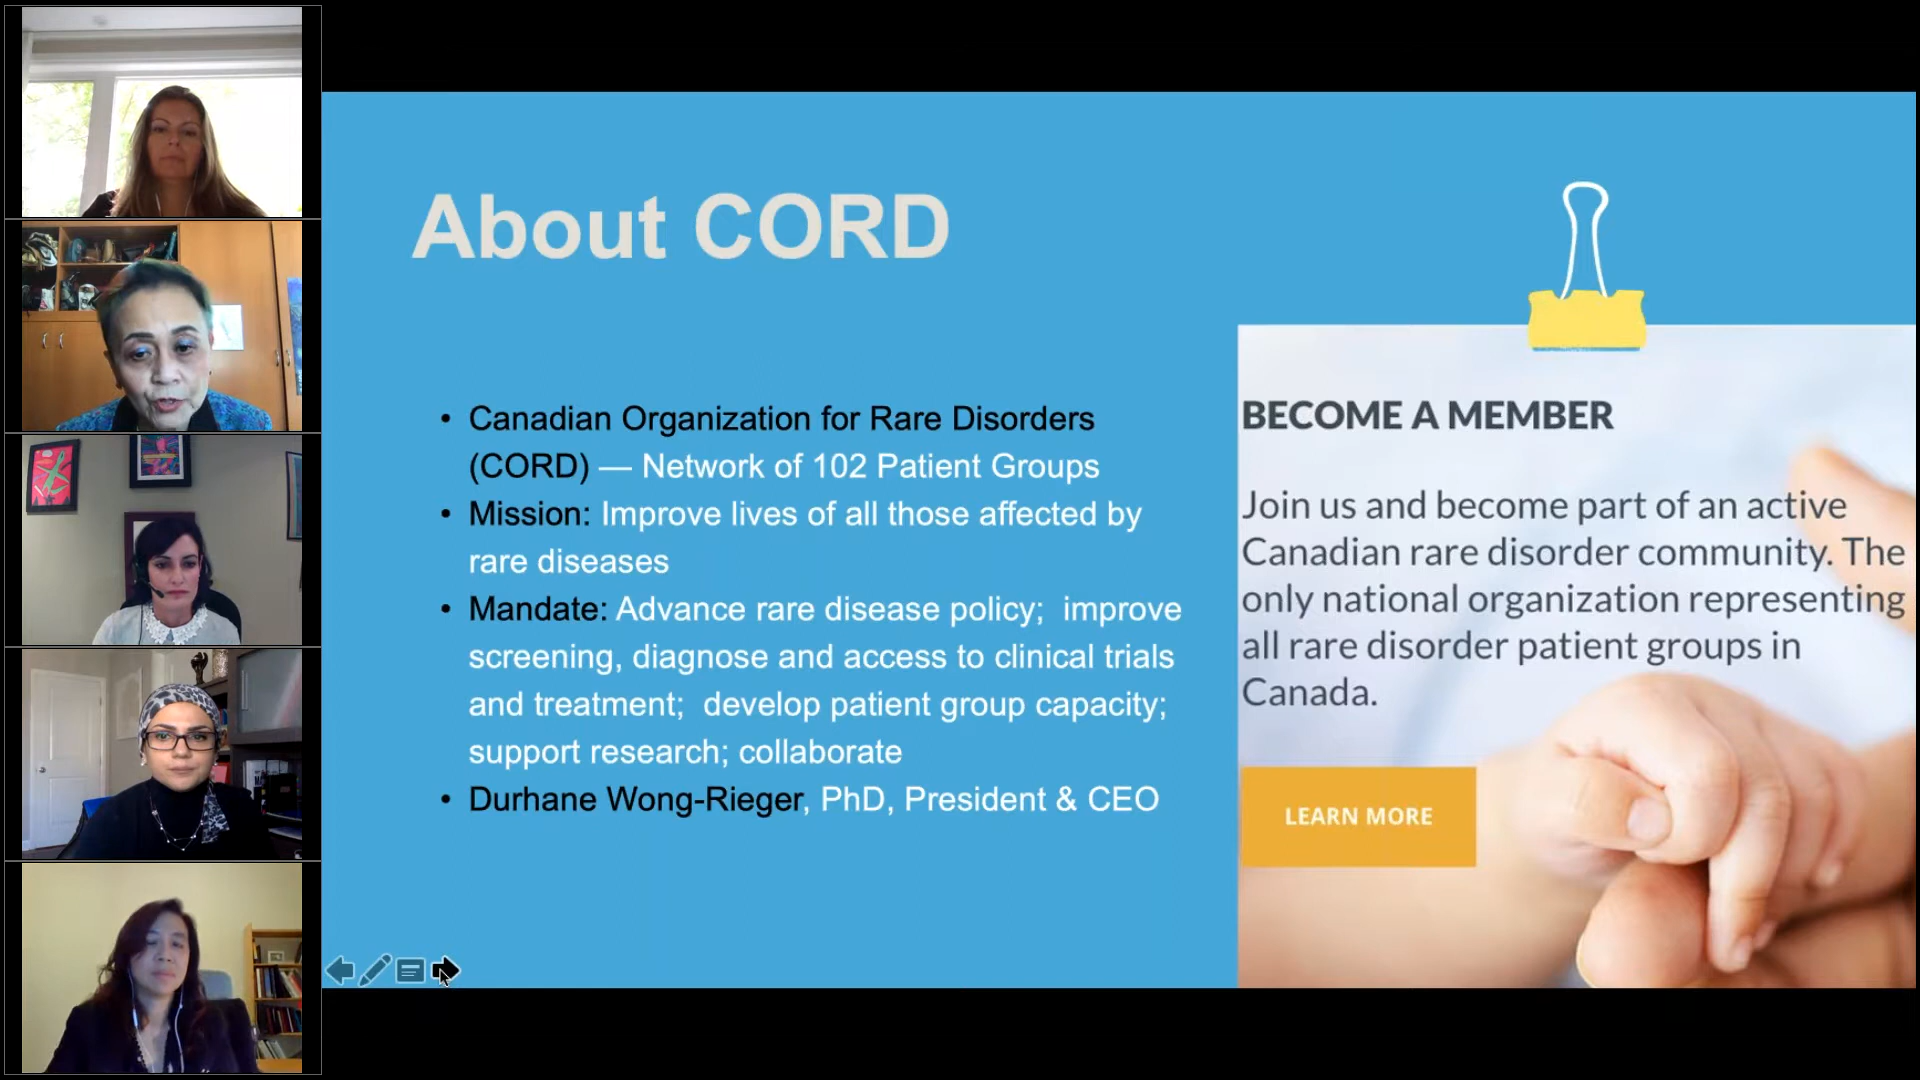 About CORD
• Canadian Organization for Rare Disorders
(CORD) — Network of 102 Patient Groups
• Mission: Improve lives of all those affected by
rare diseases
• Mandate: Advance rare disease policy;  improve
screening, diagnose and access to clinical trials
and treatment;  develop patient group capacity;
support research; collaborate
• Durhane Wong-Rieger, PhD, President & CEO
BECOME A MEMBER
Join us and become part of an active
Canadian rare disorder community. The
only national organization representing
all rare disorder patient groups in
Canada.
LEARN MORE